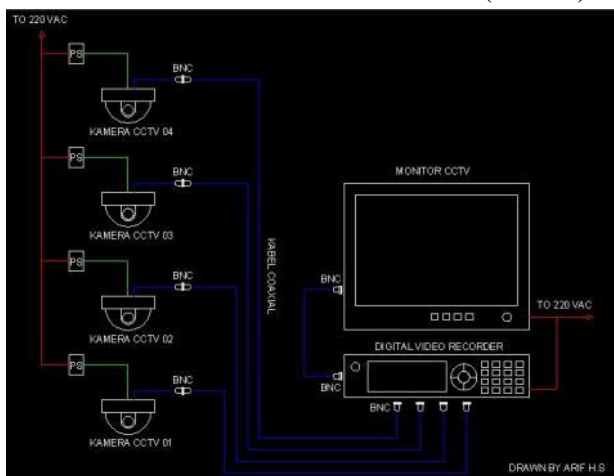 TO 220 VAC
PS
BNC
KAMERA CCTV 04
PS
BNC
KAMERA CCTV 03
PS
BNC
KAMERA CCTV 02
PS
BNC
KAMERA CCTV 01
KABEL COAXIAL
MONITOR CCTV
BNC
TO 220 VAC
DIGITAL VIDEO RECORDER
BNC
BNC
DRAWN BY ARIF H.S